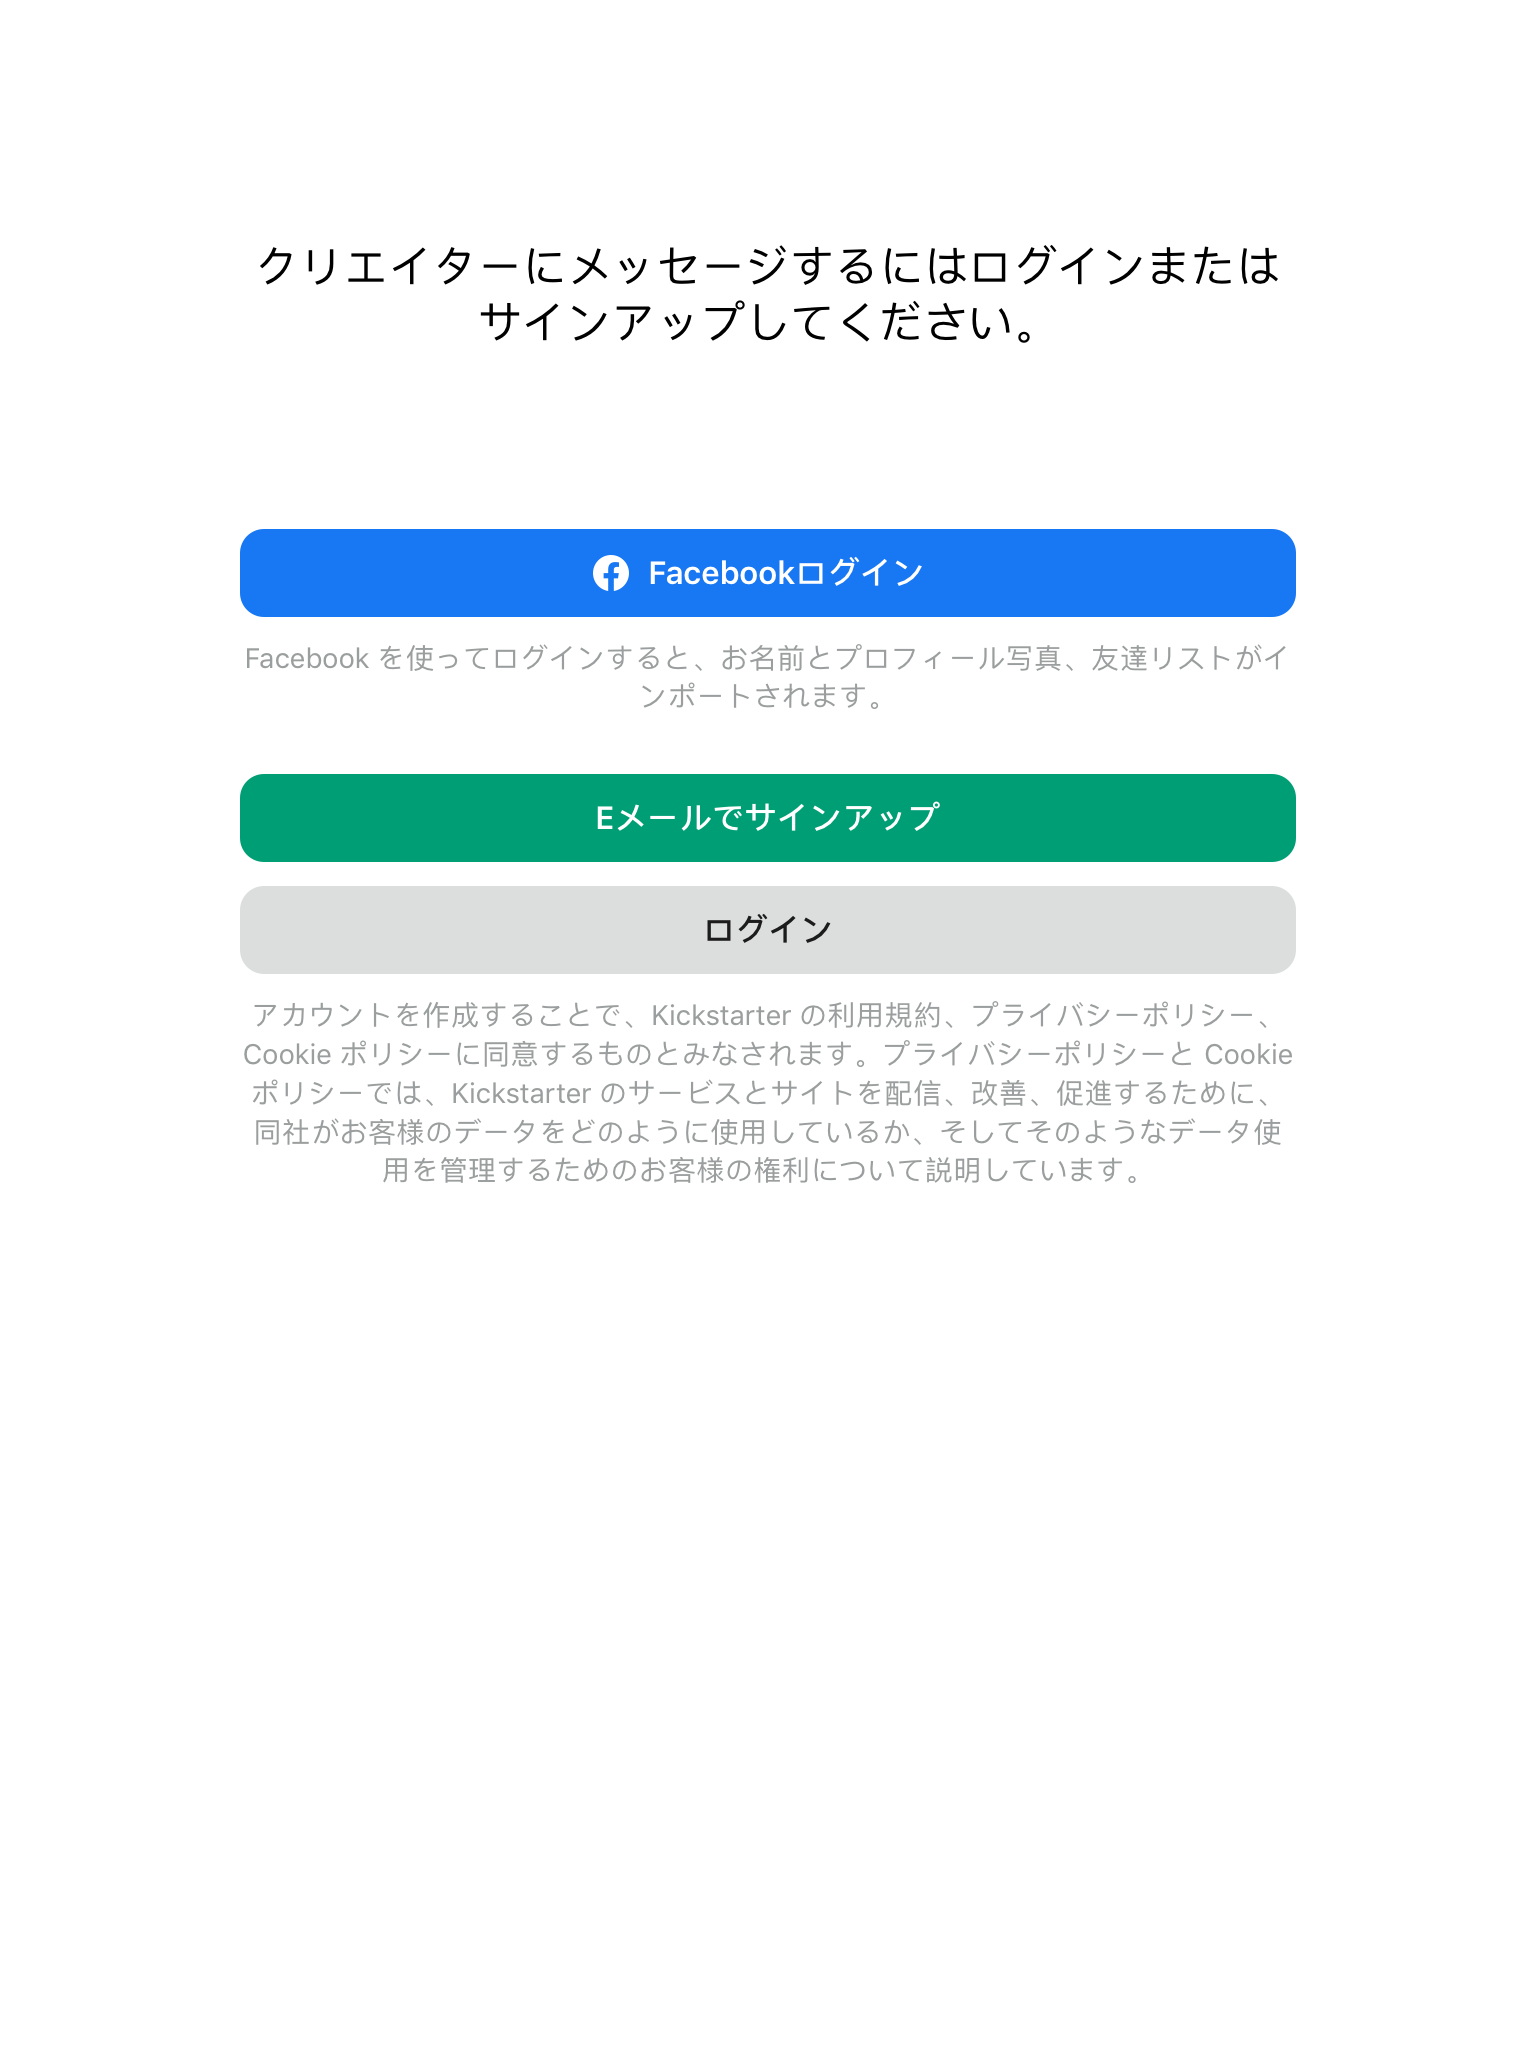 クリエイターにメッセージするにはログインまたは
サインアップしてください。
Facebookログイン
Facebook を使ってログインすると、お名前とプロフィール写真、友達リストがイ
ンポートされます。
Eメールでサインアップ
ログイン
アカウントを作成することで、Kickstarter の利用規約、プライバシーポリシー、
Cookie ポリシーに同意するものとみなされます。プライバシーポリシーと Cookie
ポリシーでは、Kickstarter のサービスとサイトを配信、改善、促進するために、
同社がお客様のデータをどのように使用しているか、そしてそのようなデータ使
用を管理するためのお客様の権利について説明しています。